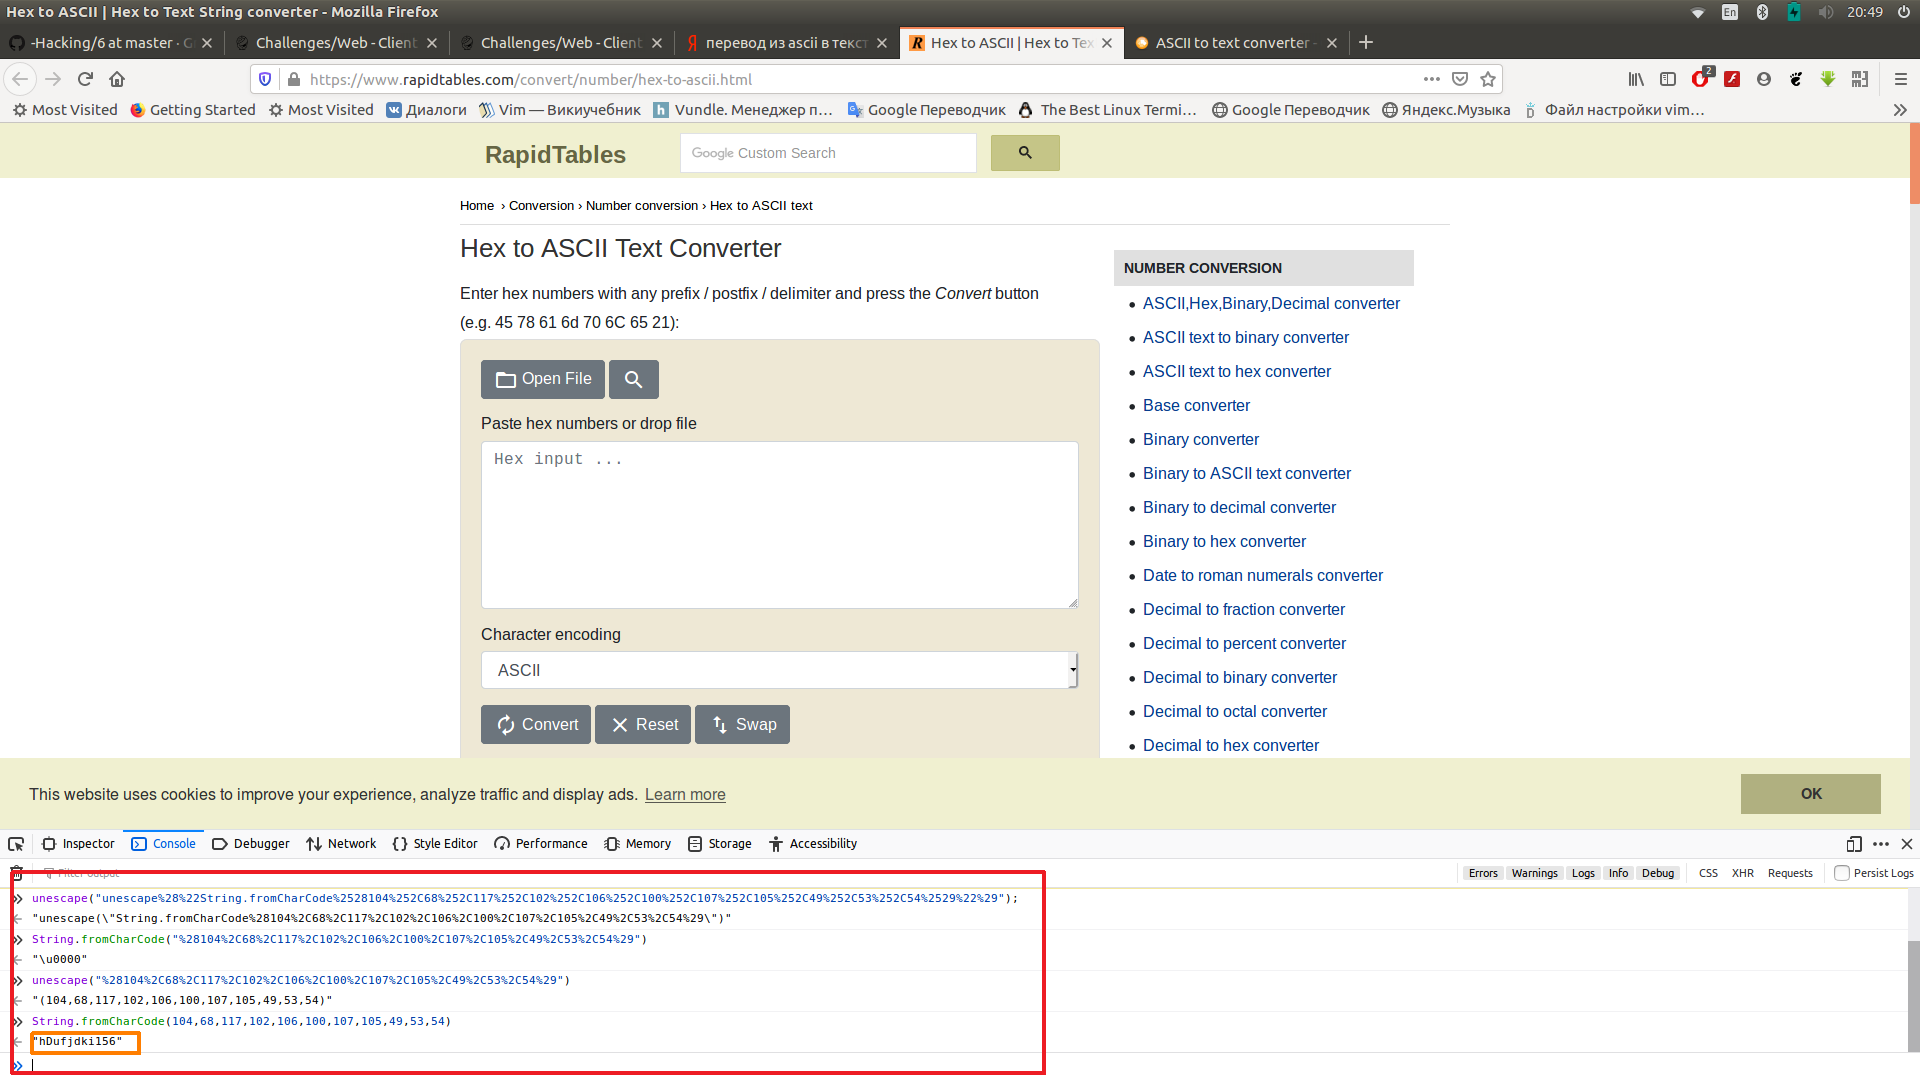 Hex to ASCII | Hex to Text String converter - Mozilla Firefox
En
20:49
-Hacking/6 at master · G
Challenges/Web - Client
Challenges/Web - Client
перевод из ascii в текст
Hex to ASCII | Hex to Tex
ASCII to text converter -
https://www.rapidtables.com/convert/number/hex-to-ascii.html
2
Most Visited
Getting Started
Most Visited
Диалоги
Vim — Викиучебник
Vundle. Менеджер п…
Google Переводчик
The Best Linux Termi…
Google Переводчик
Яндекс.Музыка
Файл настройки vim…
RapidTables
Google Custom Search
Home › Conversion › Number conversion › Hex to ASCII text
Hex to ASCII Text Converter
Enter hex numbers with any prefix / postfix / delimiter and press the Convert button
(e.g. 45 78 61 6d 70 6C 65 21):
Open File
Paste hex numbers or drop file
Hex input ...
Character encoding
ASCII
Convert
Reset
Swap
NUMBER CONVERSION
ASCII,Hex,Binary,Decimal converter
ASCII text to binary converter
ASCII text to hex converter
Base converter
Binary converter
Binary to ASCII text converter
Binary to decimal converter
Binary to hex converter
Date to roman numerals converter
Decimal to fraction converter
Decimal to percent converter
Decimal to binary converter
Decimal to octal converter
Decimal to hex converter
This website uses cookies to improve your experience, analyze traffic and display ads. Learn more
OK
Inspector
Console
Debugger
Network
Style Editor
Performance
Memory
Storage
Accessibility
Filter output
Errors
Warnings
Logs
Info
Debug
CSS
XHR
Requests
Persist Logs
unescape("unescape%28%22String.fromCharCode%2528104%252C68%252C117%252C102%252C106%252C100%252C107%252C105%252C49%252C53%252C54%2529%22%29");
"unescape(\"String.fromCharCode%28104%2C68%2C117%2C102%2C106%2C100%2C107%2C105%2C49%2C53%2C54%29\")"
String.fromCharCode("%28104%2C68%2C117%2C102%2C106%2C100%2C107%2C105%2C49%2C53%2C54%29")
"\u0000"
unescape("%28104%2C68%2C117%2C102%2C106%2C100%2C107%2C105%2C49%2C53%2C54%29")
"(104,68,117,102,106,100,107,105,49,53,54)"
String.fromCharCode(104,68,117,102,106,100,107,105,49,53,54)
"hDufjdki156"